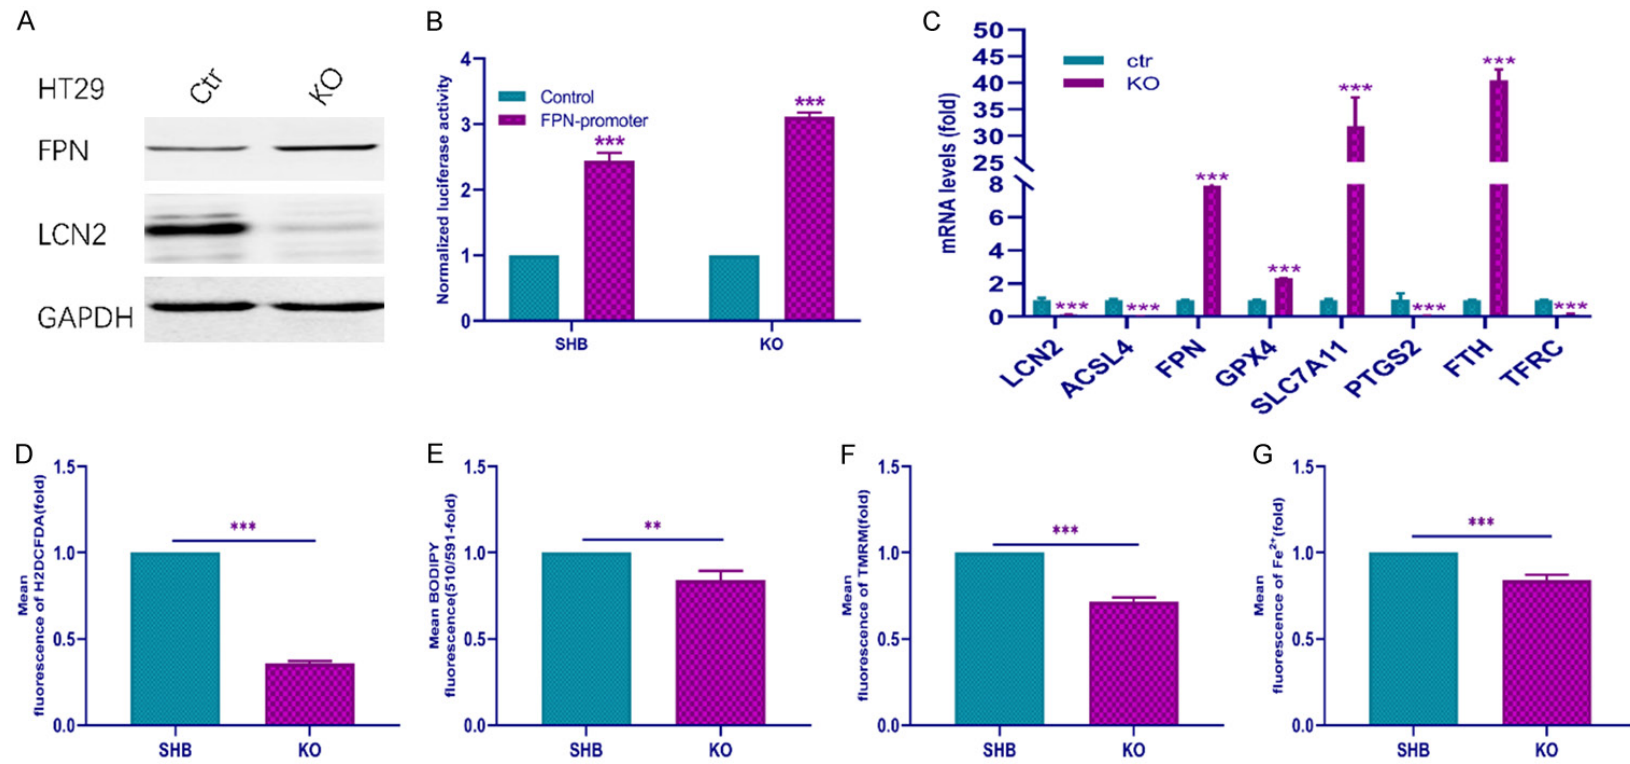 A
HT29
Ctr
KO
FPN
LCN2
GAPDH
B
Normalized luciferase activity
4
3
2
1
0
Control
FPN-promoter
***
***
SHB
KO
C
mRNA levels (fold)
50
45
40
35
30
25
8
6
4
2
0
ctr
KO
***
***
***
***
***
***
***
***
LCN2
ACSL4
FPN
GPX4
SLC7A11
PTGS2
FTH
TFRC
D
Mean
fluorescence of H2DCFDA(fold)
1.5
1.0
0.5
0.0
***
SHB
KO
E
Mean BODIPY
fluorescence(510/591-fold)
1.5
1.0
0.5
0.0
**
SHB
KO
F
Mean
fluorescence of TMRM(fold)
1.5
1.0
0.5
0.0
***
SHB
KO
G
Mean
fluorescence of Fe²⁺(fold)
1.5
1.0
0.5
0.0
***
SHB
KO